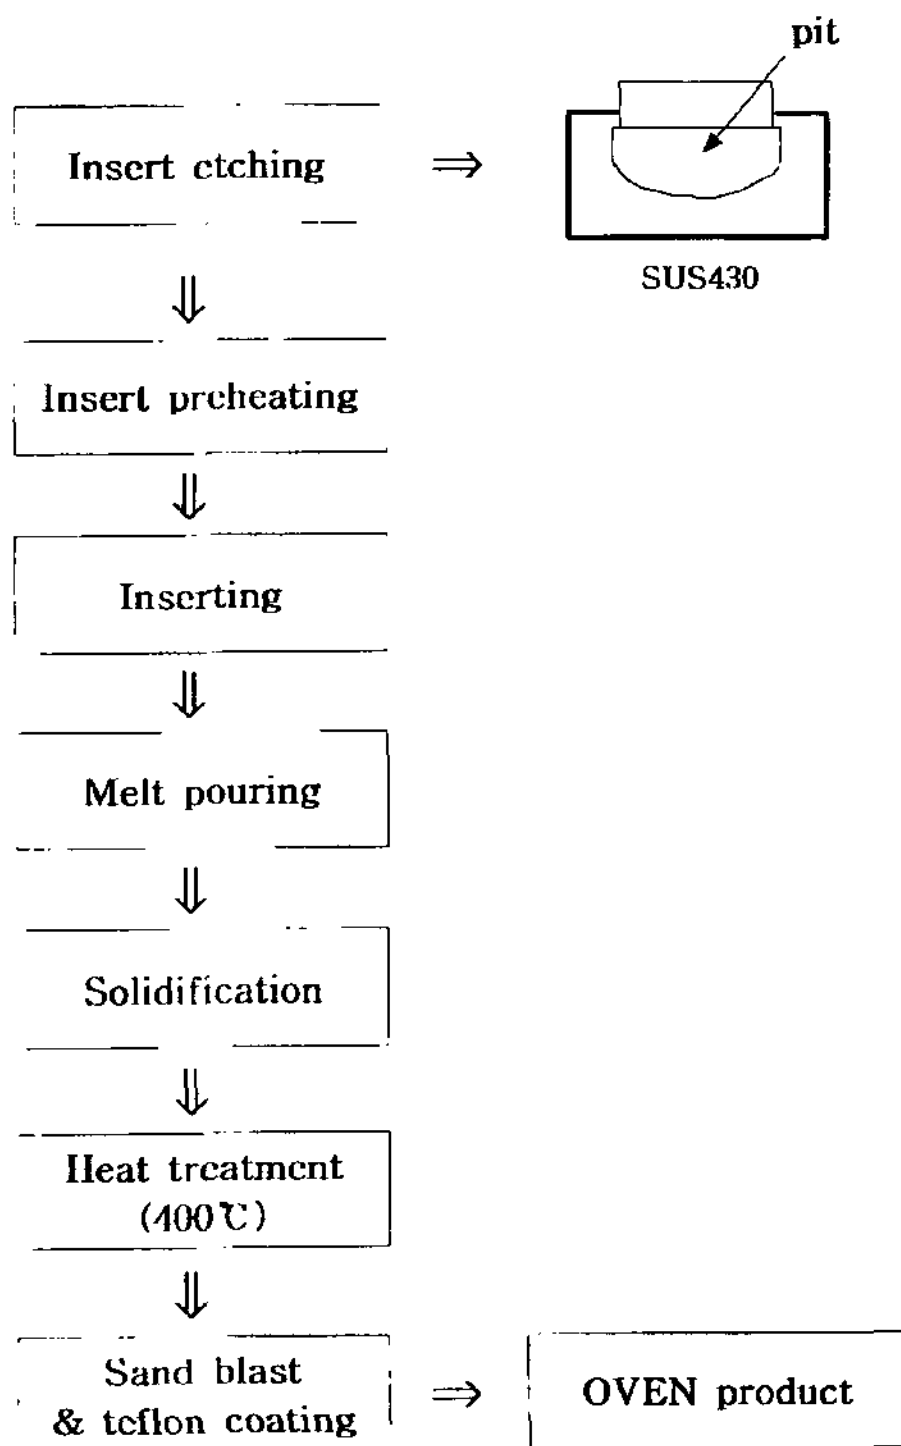 pit
Insert etching
⇒
SUS430
⇓
Insert preheating
⇓
Inserting
⇓
Melt pouring
⇓
Solidification
⇓
Heat treatment
(400℃)
⇓
Sand blast
& teflon coating
⇒
OVEN product